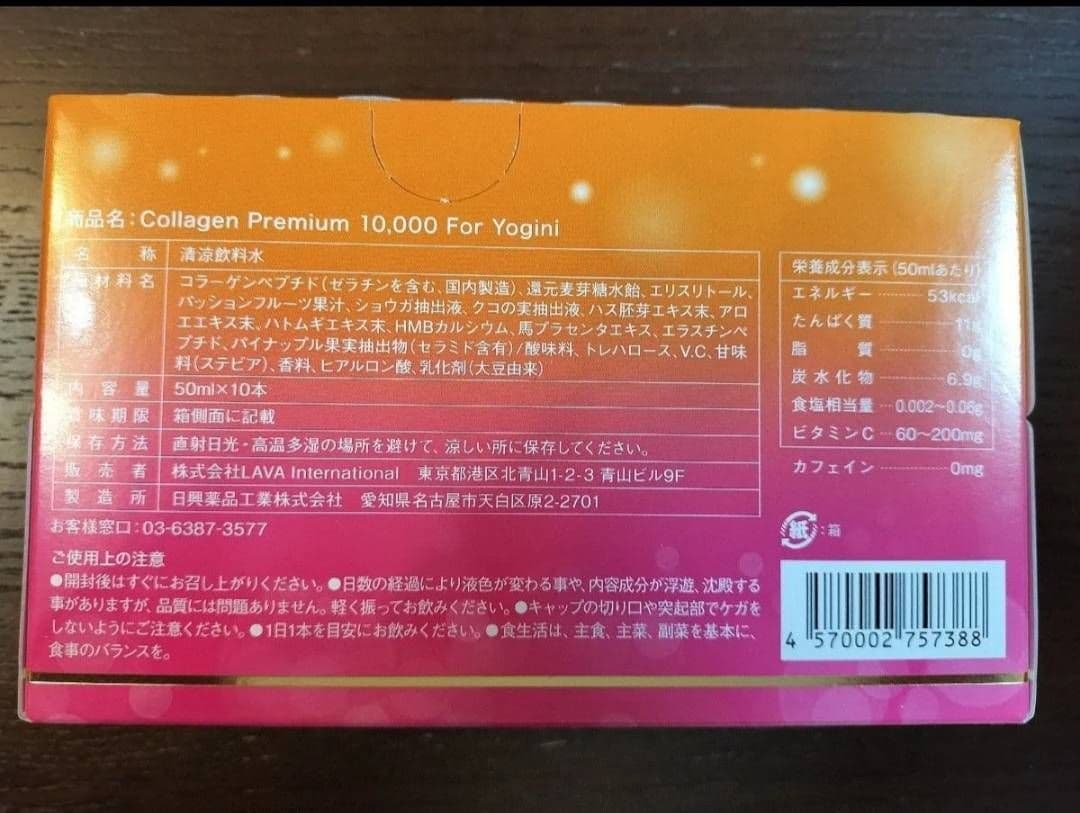 商品名:Collagen Premium 10,000 For Yogini
名称 清涼飲料水
原材料名 コラーゲンペプチド(ゼラチンを含む、国内製造)、還元麦芽糖水飴、エリスリトール、
パッションフルーツ果汁、ショウガ抽出液、クコの実抽出液、ハス胚芽エキス末、アロ
エエキス末、ハトムギエキス末、HMBカルシウム、馬プラセンタエキス、エラスチンペ
プチド、パイナップル果実抽出物(セラミド含有)/酸味料、トレハロース、V.C、甘味
料(ステビア)、香料、ヒアルロン酸、乳化剤(大豆由来)
内容量 50ml×10本
賞味期限 箱側面に記載
保存方法 直射日光・高温多湿の場所を避けて、涼しい所に保存してください。
販売者 株式会社LAVA International 東京都港区北青山1-2-3 青山ビル9F
製造所 日興薬品工業株式会社 愛知県名古屋市天白区原2-2701
お客様窓口:03-6387-3577
ご使用上の注意
●開封後はすぐにお召し上がりください。●日数の経過により液色が変わる事や、内容成分が浮遊、沈殿する
事がありますが、品質には問題ありません。軽く振ってお飲みください。●キャップの切り口や突起部でケガを
しないようにご注意ください。●1日1本を目安にお飲みください。●食生活は、主食、主菜、副菜を基本に、
食事のバランスを。
栄養成分表示(50mlあたり)
エネルギー 53kcal
たんぱく質 11g
脂質 0g
炭水化物 6.9g
食塩相当量 0.002~0.06g
ビタミンC 60~200mg
カフェイン 0mg
紙:箱
4 570002 757388